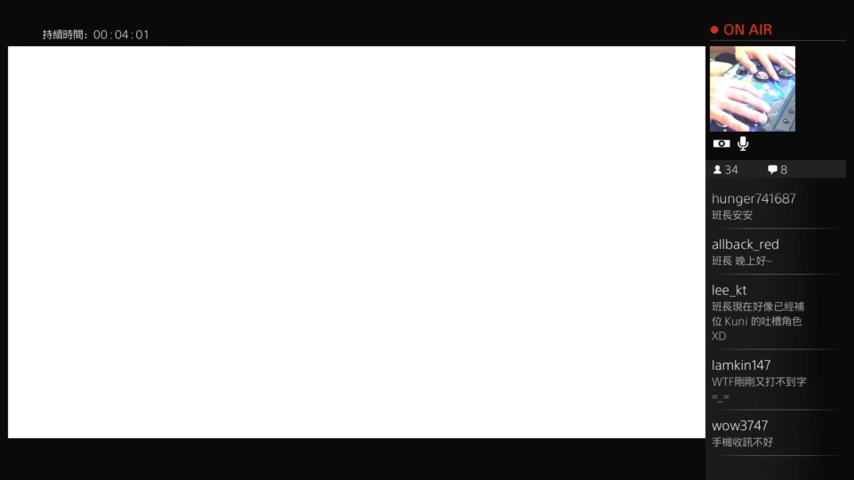 持續時間: 00:04:01
ON AIR
34 8
hunger741687
班長安安
allback_red
班長 晚上好~
lee_kt
班長現在好像已經補
位 Kuni 的吐槽角色
XD
lamkin147
WTF剛剛又打不到字
=_=
wow3747
手機收訊不好